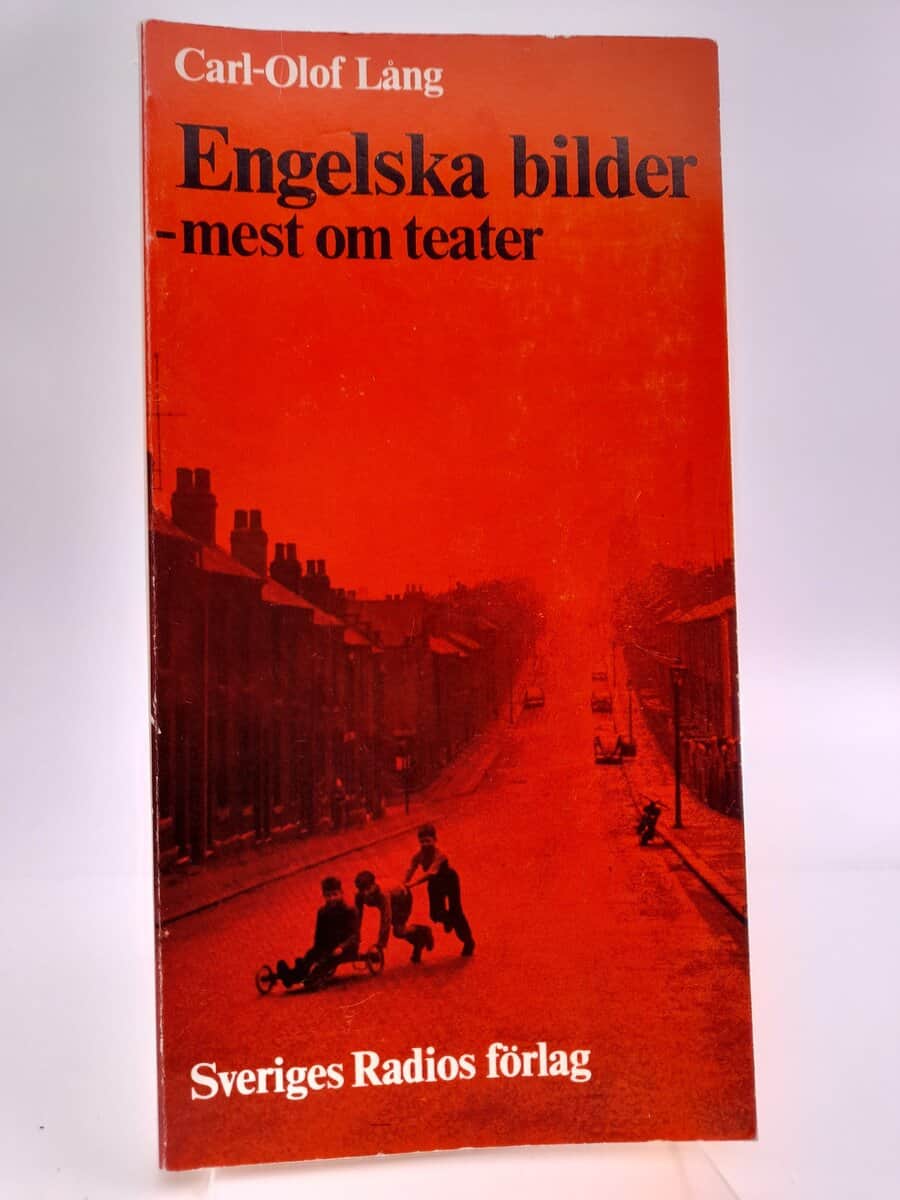 Carl-Olof Lång
Engelska bilder
-mest om teater
Sveriges Radios förlag